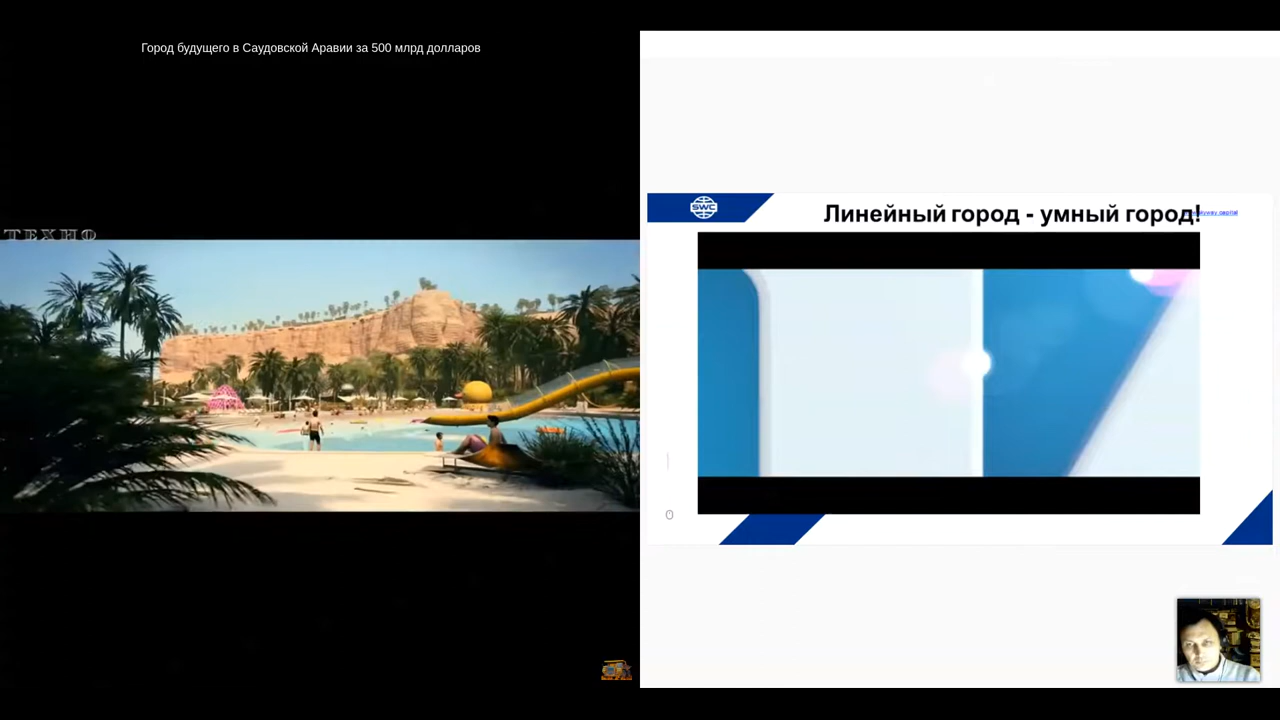 Город будущего в Саудовской Аравии за 500 млрд долларов
ТЕХНО
SWC
Линейный город - умный город!